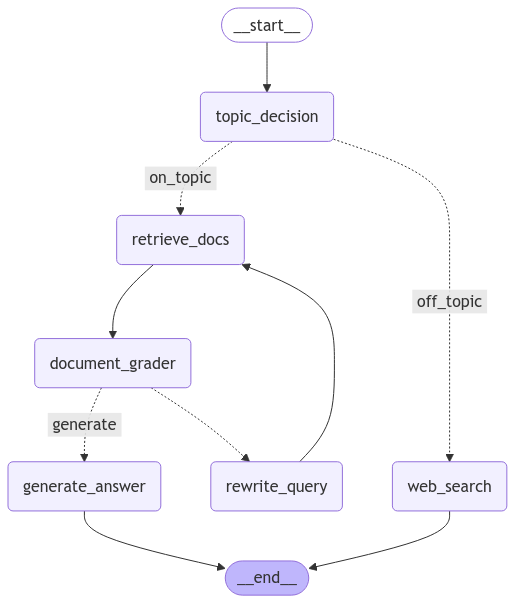 __start__
topic_decision
on_topic
retrieve_docs
off_topic
document_grader
generate
generate_answer
rewrite_query
web_search
__end__